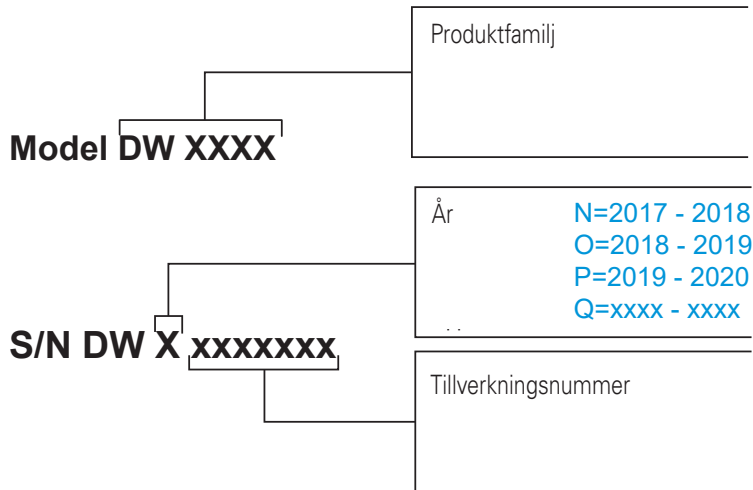 Produktfamilj
Model DW XXXX
År
N=2017 - 2018
O=2018 - 2019
P=2019 - 2020
Q=xxxx - xxxx
S/N DW X xxxxxxx
Tillverkningsnummer